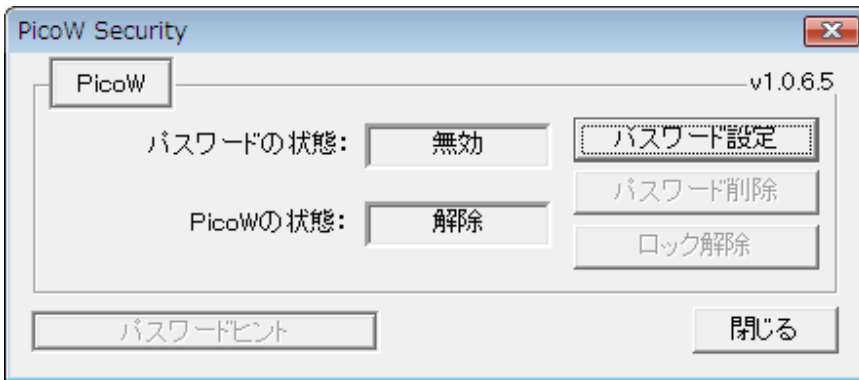 PicoW Security
PicoW
v1.0.6.5
パスワードの状態: 無効 パスワード設定
パスワード削除
PicoWの状態: 解除
ロック解除
パスワードヒント 閉じる